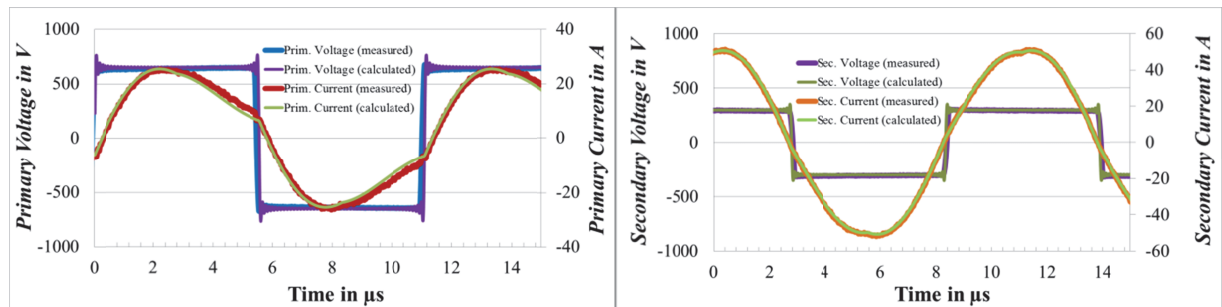 Primary Voltage in V
1000
500
0
-500
-1000
Prim. Voltage (measured)
Prim. Voltage (calculated)
Prim. Current (measured)
Prim. Current (calculated)
40
20
0
-20
-40
Primary Current in A
0 2 4 6 8 10 12 14
Time in µs
Secondary Voltage in V
1000
500
0
-500
-1000
Sec. Voltage (measured)
Sec. Voltage (calculated)
Sec. Current (measured)
Sec. Current (calculated)
60
40
20
0
-20
-40
-60
Secondary Current in A
0 2 4 6 8 10 12 14
Time in µs